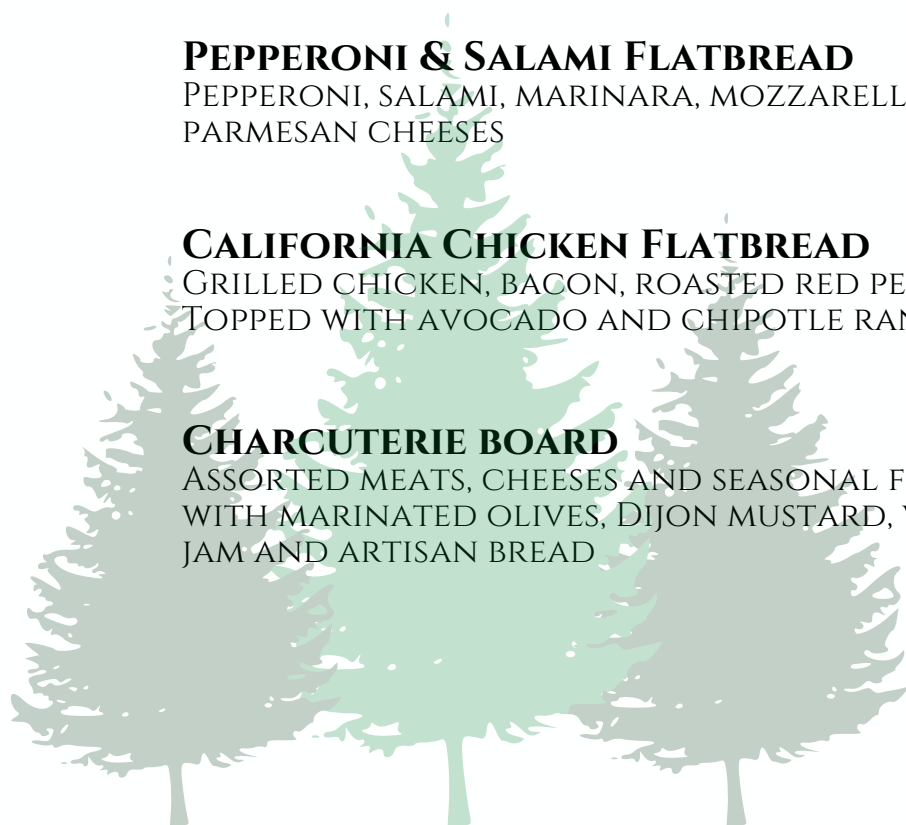 Pepperoni & Salami Flatbread
Pepperoni, salami, marinara, mozzarell
parmesan cheeses
California Chicken Flatbread
Grilled chicken, bacon, roasted red pe
Topped with avocado and chipotle ran
Charcuterie board
Assorted meats, cheeses and seasonal f
with marinated olives, Dijon mustard,
jam and artisan bread